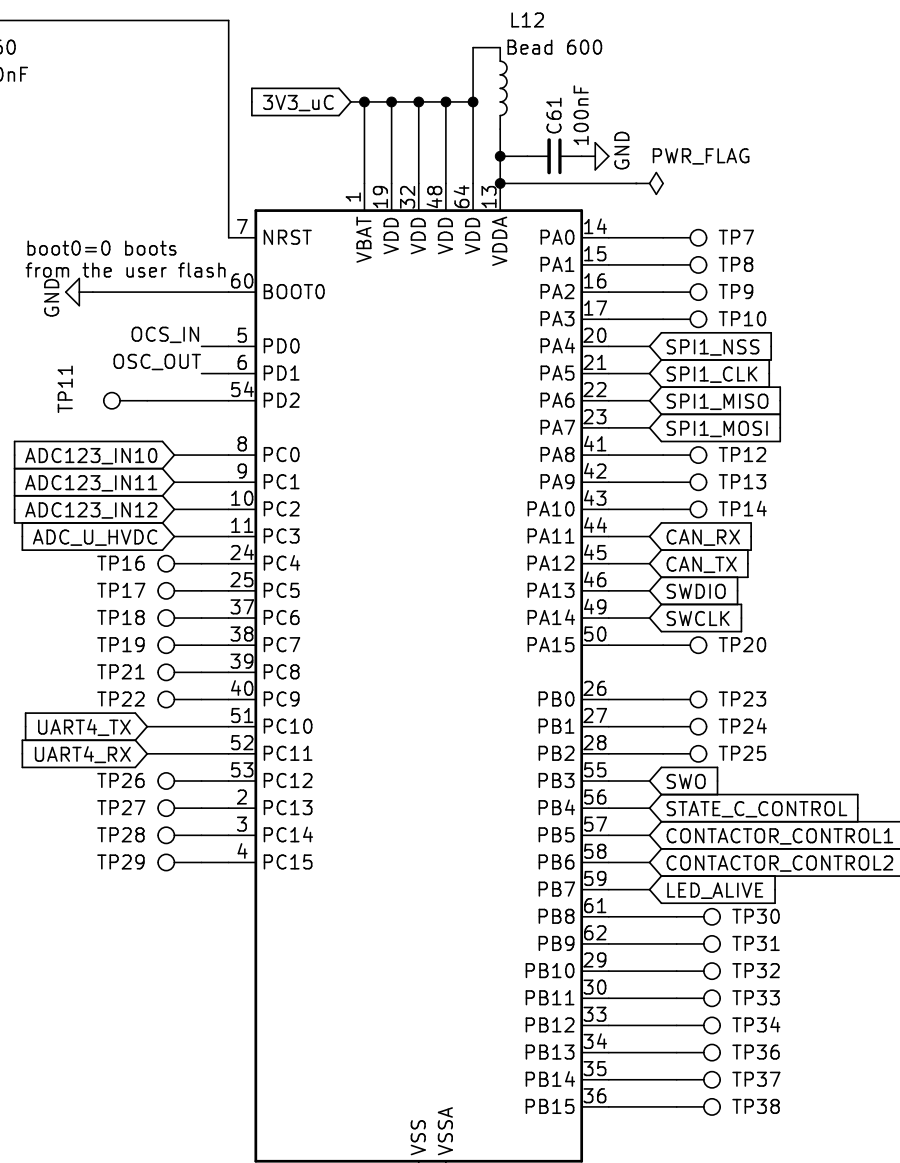 L12
Bead 600
60
0nF
3V3_uC
C61
100nF
GND
PWR_FLAG
1
19
32
48
64
13
VBAT
VDD
VDD
VDD
VDD
VDDA
7 NRST
boot0=0 boots
from the user flash
GND
60 BOOT0
OCS_IN 5 PD0
OSC_OUT 6 PD1
TP11 54 PD2
ADC123_IN10 8 PC0
ADC123_IN11 9 PC1
ADC123_IN12 10 PC2
ADC_U_HVDC 11 PC3
TP16 24 PC4
TP17 25 PC5
TP18 37 PC6
TP19 38 PC7
TP21 39 PC8
TP22 40 PC9
UART4_TX 51 PC10
UART4_RX 52 PC11
TP26 53 PC12
TP27 2 PC13
TP28 3 PC14
TP29 4 PC15
PA0 14 TP7
PA1 15 TP8
PA2 16 TP9
PA3 17 TP10
PA4 20 SPI1_NSS
PA5 21 SPI1_CLK
PA6 22 SPI1_MISO
PA7 23 SPI1_MOSI
PA8 41 TP12
PA9 42 TP13
PA10 43 TP14
PA11 44 CAN_RX
PA12 45 CAN_TX
PA13 46 SWDIO
PA14 49 SWCLK
PA15 50 TP20
PB0 26 TP23
PB1 27 TP24
PB2 28 TP25
PB3 55 SWO
PB4 56 STATE_C_CONTROL
PB5 57 CONTACTOR_CONTROL1
PB6 58 CONTACTOR_CONTROL2
PB7 59 LED_ALIVE
PB8 61 TP30
PB9 62 TP31
PB10 29 TP32
PB11 30 TP33
PB12 33 TP34
PB13 34 TP36
PB14 35 TP37
PB15 36 TP38
VSS
VSSA